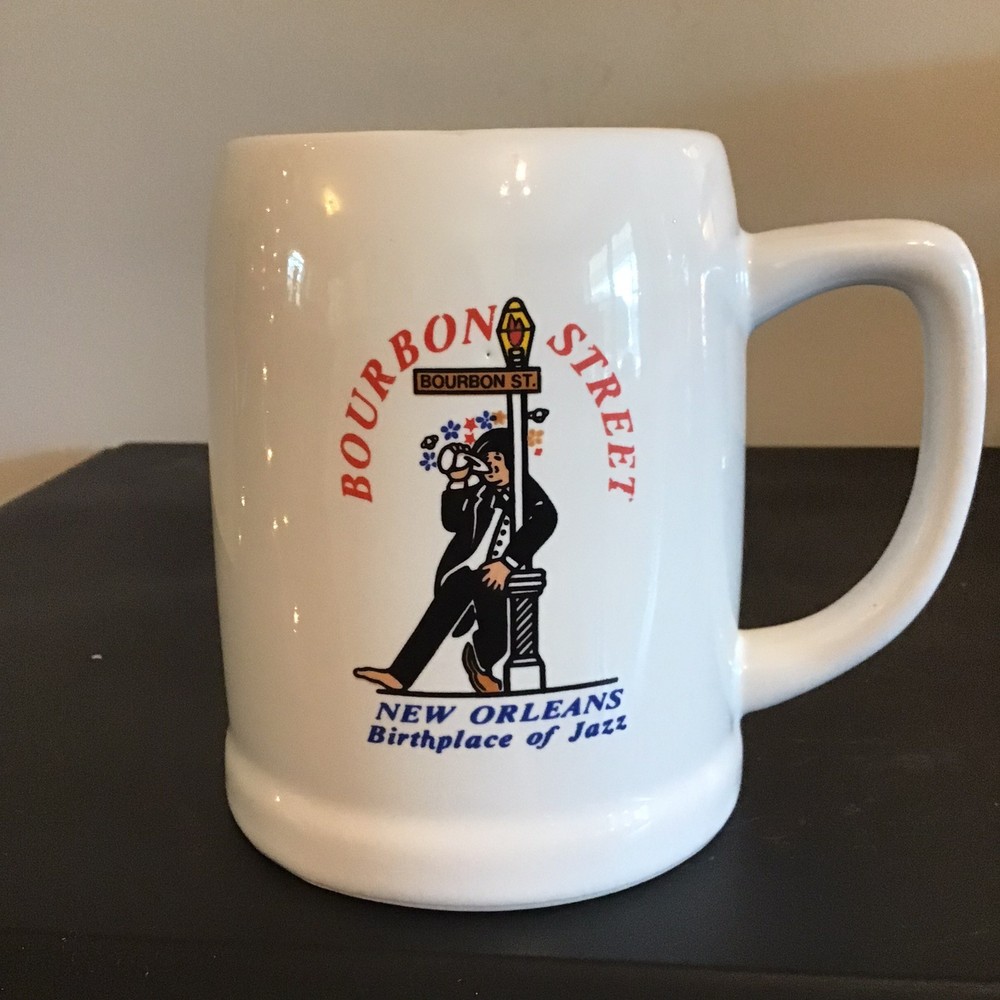 BOURBON STREET
BOURBON ST.
NEW ORLEANS
Birthplace of Jazz